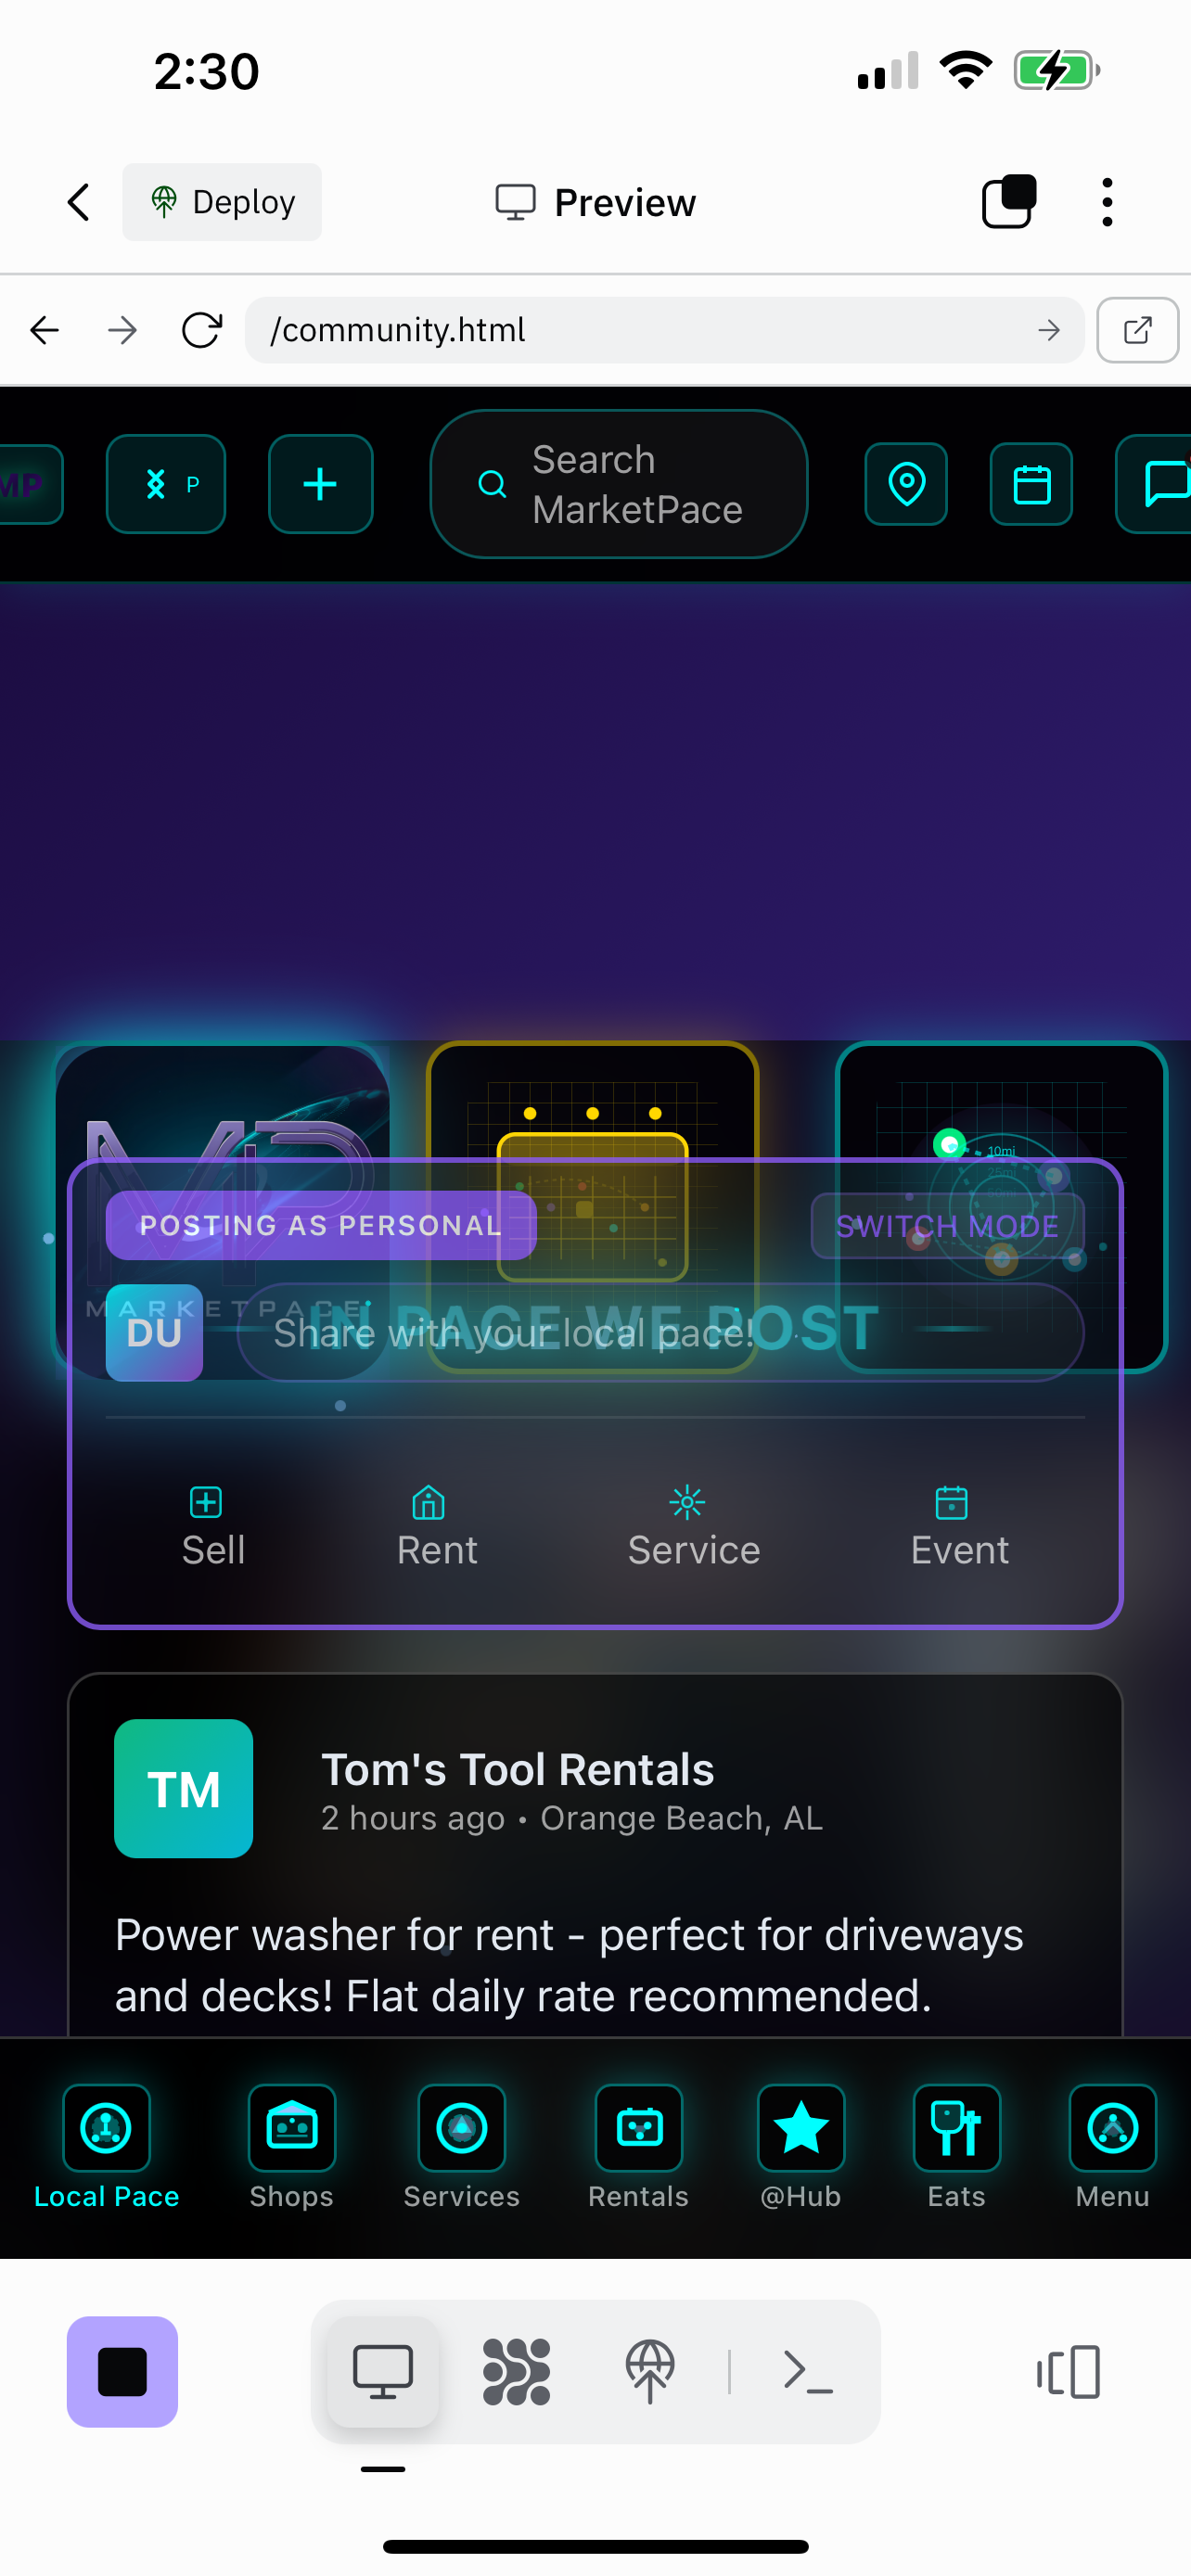 2:30
Deploy
Preview
/community.html
MP
P
Search
MarketPace
10mi
25mi
POSTING AS PERSONAL
SWITCH MODE
MARKETPACE
DU
IN PACE WE POST
Share with your local pace!
Sell
Rent
Service
Event
TM
Tom's Tool Rentals
2 hours ago • Orange Beach, AL
Power washer for rent - perfect for driveways
and decks! Flat daily rate recommended.
Local Pace
Shops
Services
Rentals
@Hub
Eats
Menu